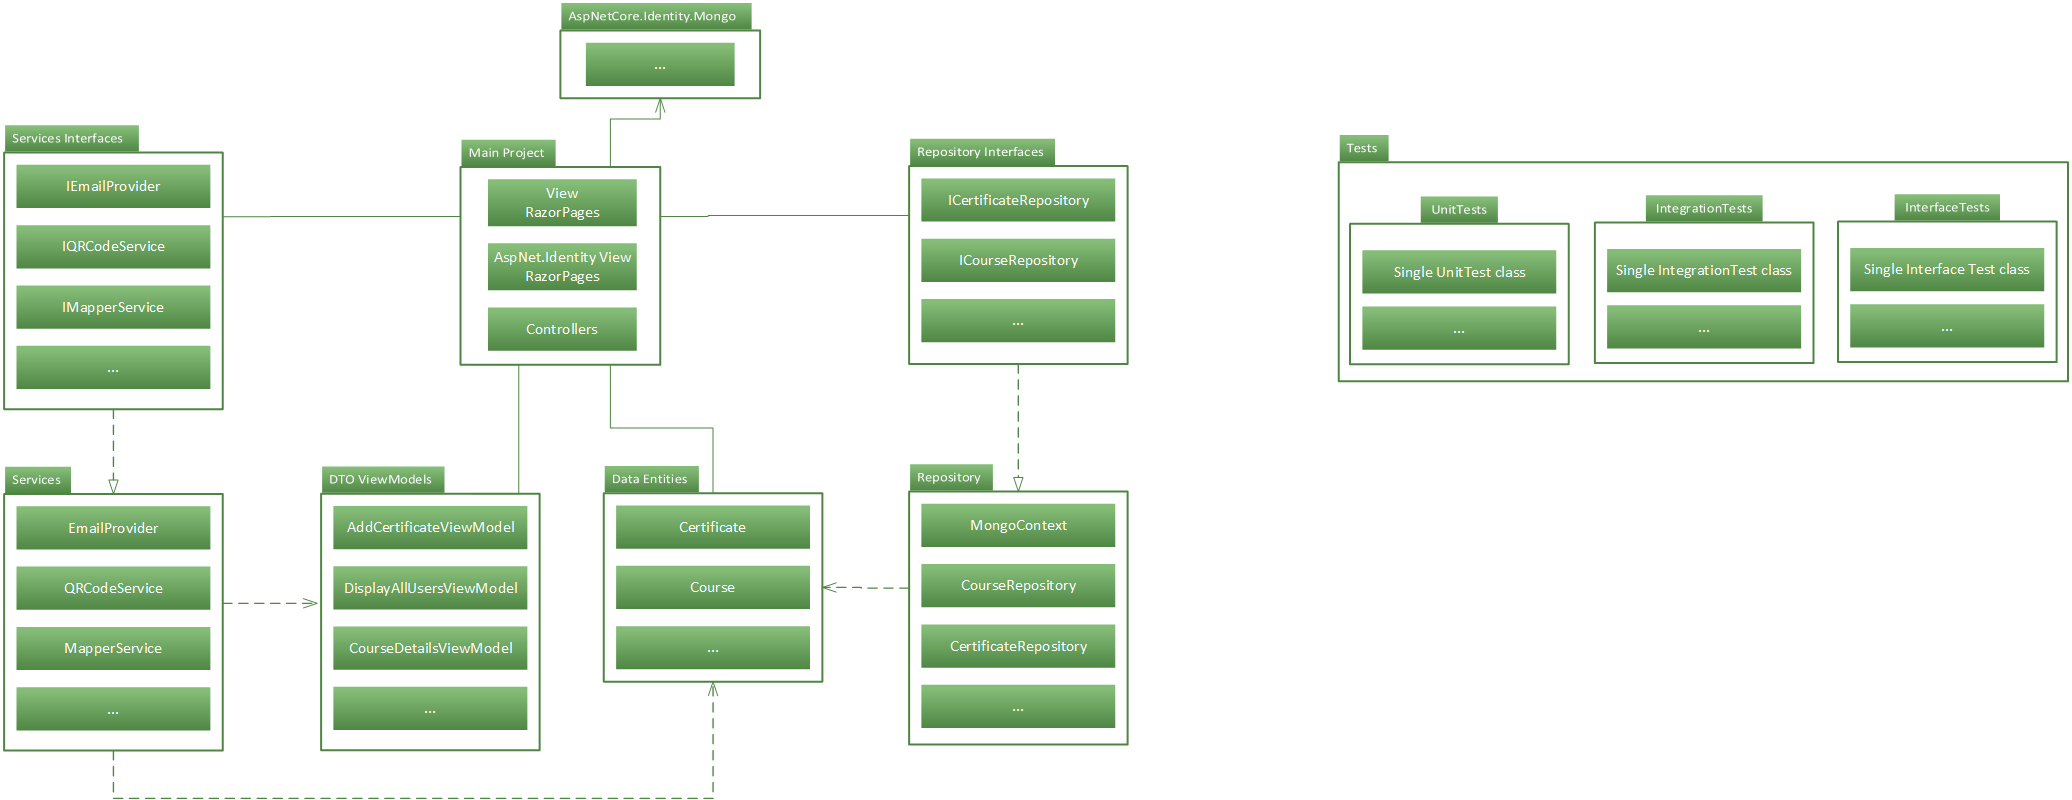 AspNetCore.Identity.Mongo
...
Services Interfaces
IEmailProvider
IQRCodeService
IMapperService
...
Main Project
View
RazorPages
AspNet.Identity View
RazorPages
Controllers
Repository Interfaces
ICertificateRepository
ICourseRepository
...
Tests
UnitTests
Single UnitTest class
...
IntegrationTests
Single IntegrationTest class
...
InterfaceTests
Single Interface Test class
...
Services
EmailProvider
QRCodeService
MapperService
...
DTO ViewModels
AddCertificateViewModel
DisplayAllUsersViewModel
CourseDetailsViewModel
...
Data Entities
Certificate
Course
...
Repository
MongoContext
CourseRepository
CertificateRepository
...